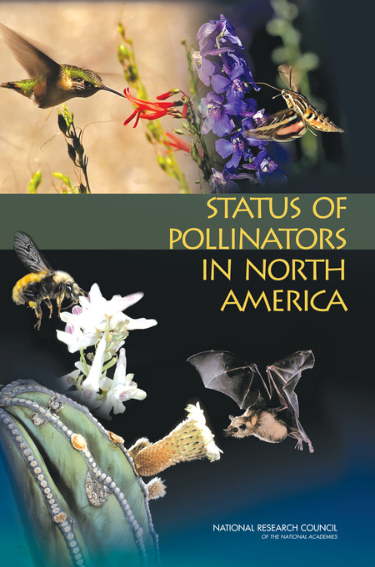 STATUS OF
POLLINATORS
IN NORTH
AMERICA
NATIONAL RESEARCH COUNCIL
OF THE NATIONAL ACADEMIES